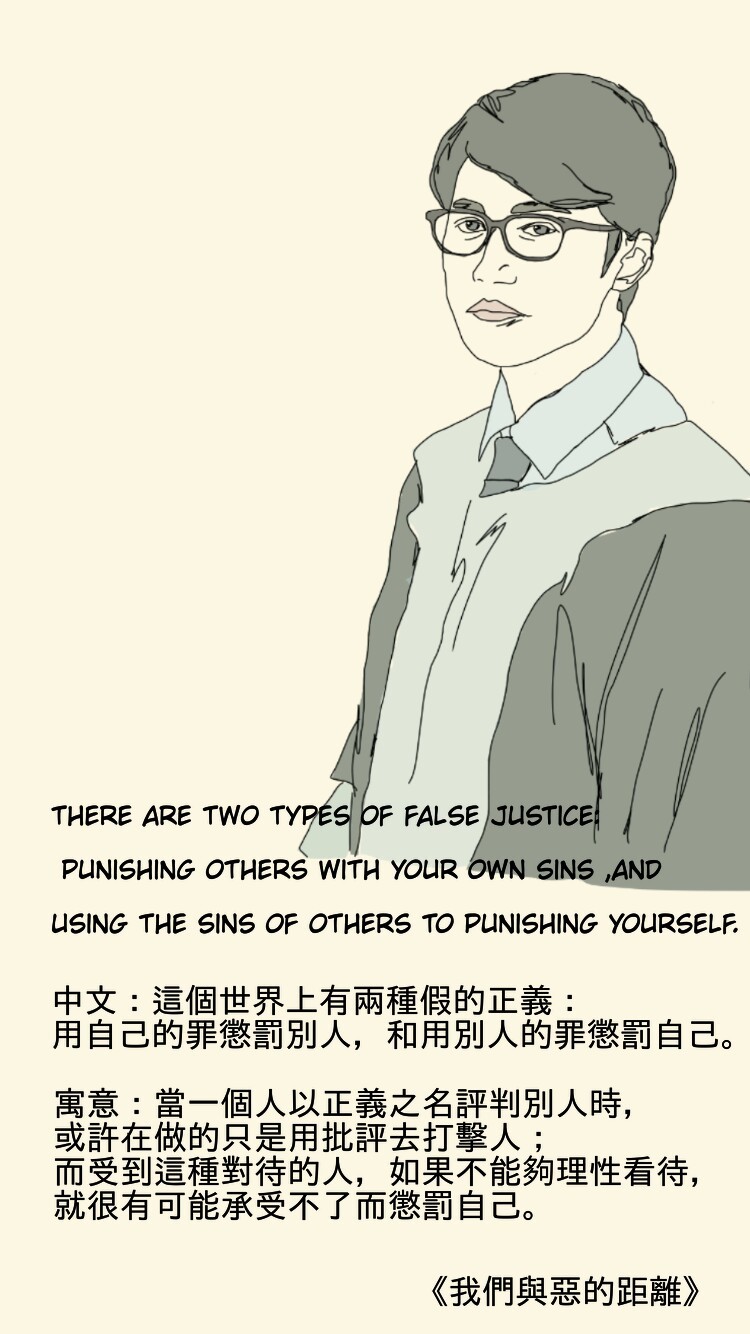 THERE ARE TWO TYPES OF FALSE JUSTICE:
PUNISHING OTHERS WITH YOUR OWN SINS ,AND
USING THE SINS OF OTHERS TO PUNISHING YOURSELF.
中文：這個世界上有兩種假的正義：
用自己的罪懲罰別人，和用別人的罪懲罰自己。
寓意：當一個人以正義之名評判別人時，
或許在做的只是用批評去打擊人；
而受到這種對待的人，如果不能夠理性看待，
就很有可能承受不了而懲罰自己。
《我們與惡的距離》